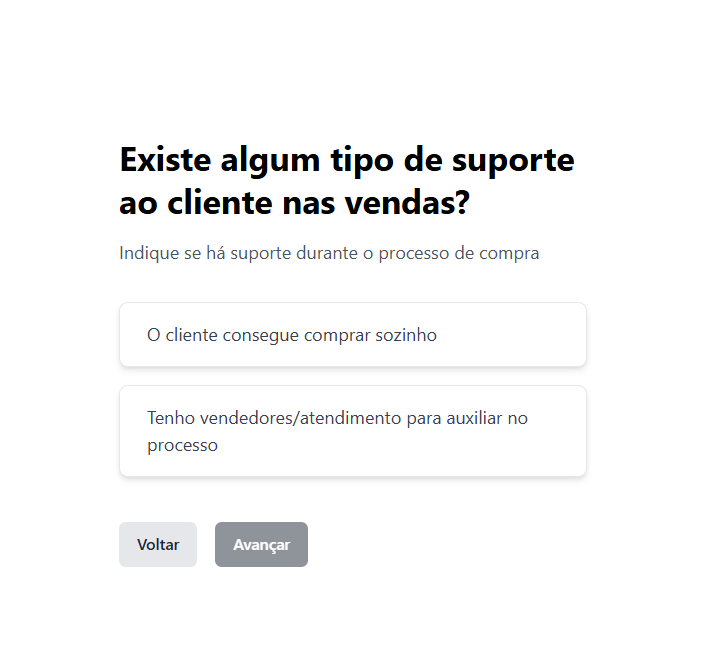 Existe algum tipo de suporte
ao cliente nas vendas?
Indique se há suporte durante o processo de compra
O cliente consegue comprar sozinho
Tenho vendedores/atendimento para auxiliar no
processo
Voltar
Avançar